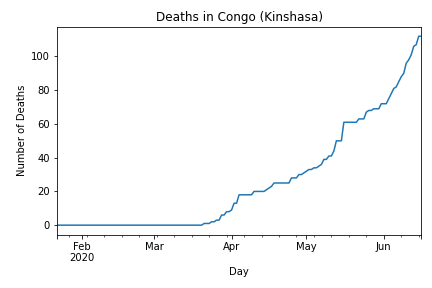 Deaths in Congo (Kinshasa)
Number of Deaths
100
80
60
40
20
0
Feb
2020
Mar
Apr
May
Jun
Day